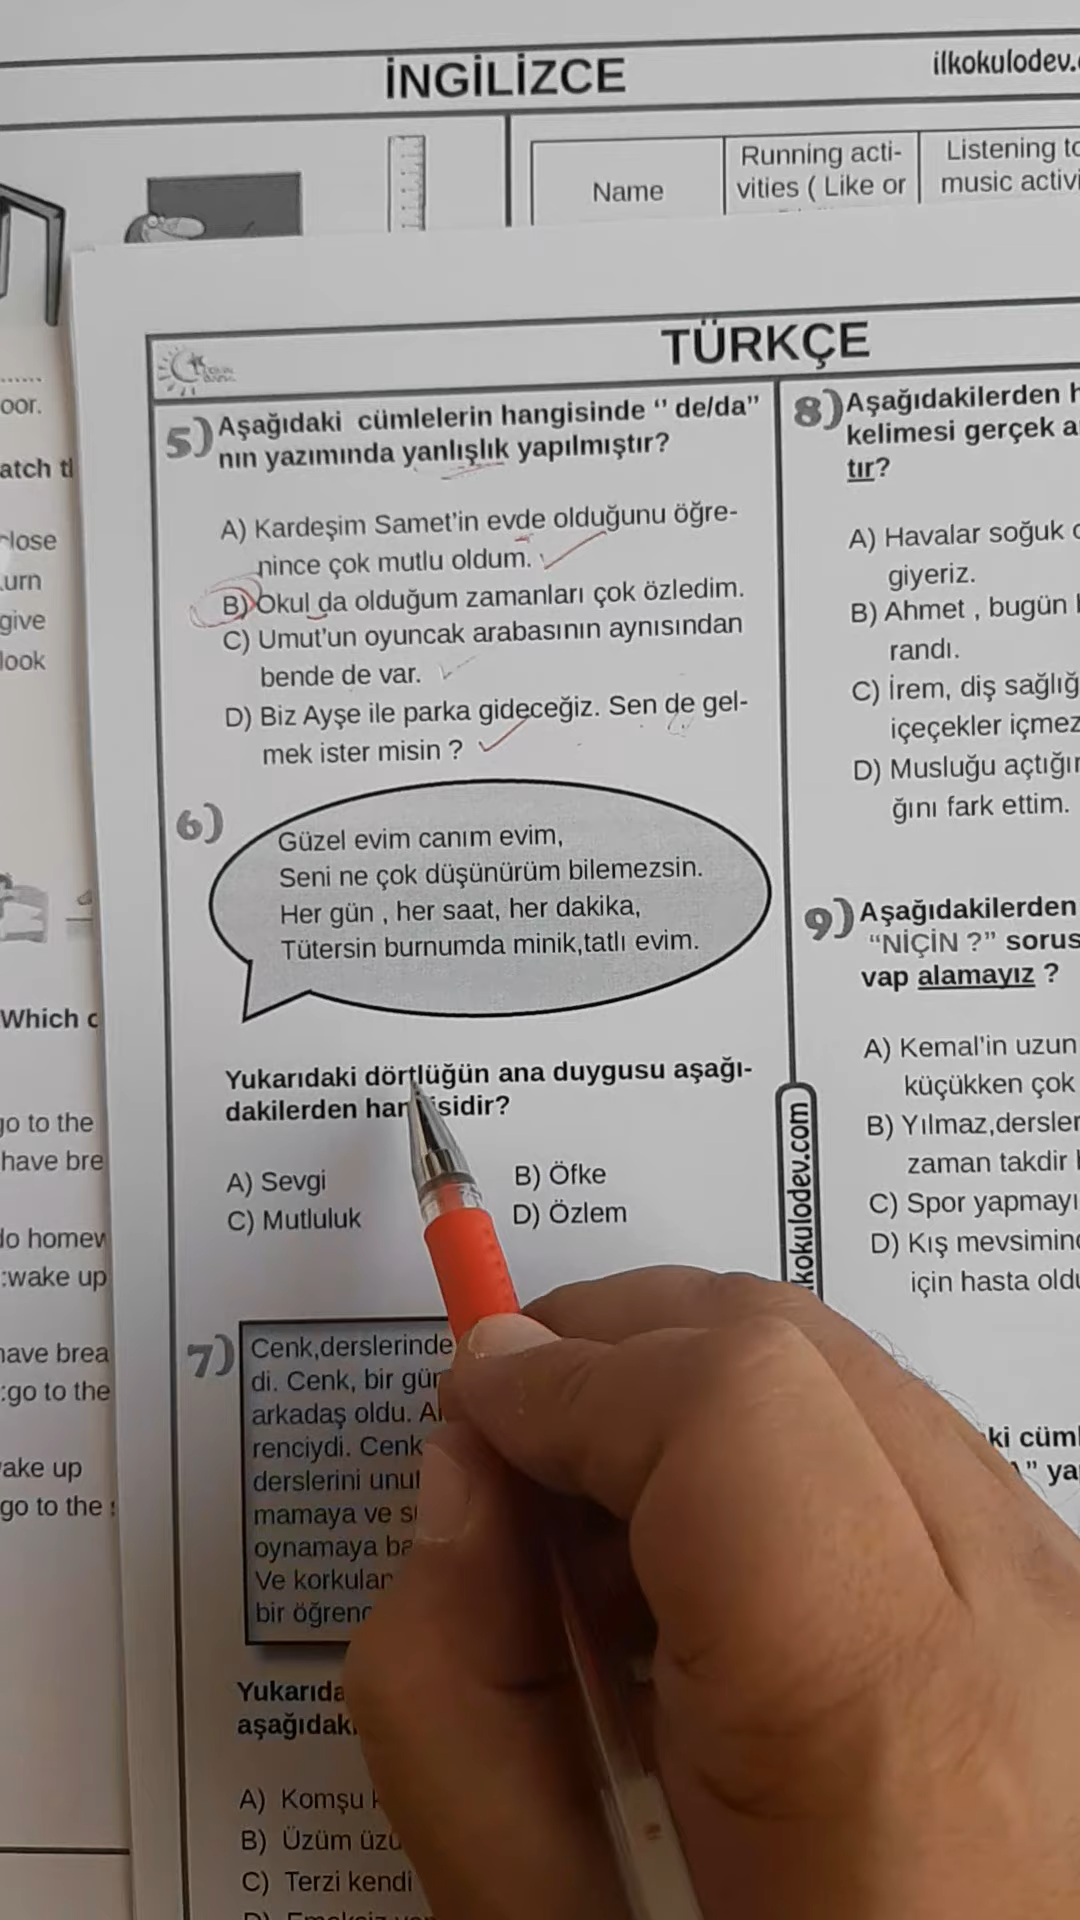 İNGİLİZCE
ilkokulodev.
Name
Running acti-
vities ( Like or
Listening to
music activi
oor.
atch
close
urn
give
look
Which
go to the
have bre
do homew
:wake up
have brea
:go to the
ake up
go to the
TÜRKÇE
5) Aşağıdaki cümlelerin hangisinde '' de/da''
nın yazımında yanlışlık yapılmıştır?
A) Kardeşim Samet'in evde olduğunu öğre-
nince çok mutlu oldum.
B) Okul da olduğum zamanları çok özledim.
C) Umut'un oyuncak arabasının aynısından
bende de var.
D) Biz Ayşe ile parka gideceğiz. Sen de gel-
mek ister misin ?
6)
Güzel evim canım evim,
Seni ne çok düşünürüm bilemezsin.
Her gün , her saat, her dakika,
Tütersin burnumda minik,tatlı evim.
Yukarıdaki dörtlüğün ana duygusu aşağı-
dakilerden hangisidir?
A) Sevgi
B) Öfke
C) Mutluluk
D) Özlem
7)
Cenk,derslerinde
di. Cenk, bir gün
arkadaş oldu.
renciydi. Cenk
derslerini unut
mamaya ve
oynamaya ba
Ve korkular
bir öğrenc
Yukarıda
aşağıdak
A) Komşu
B) Üzüm üzü
C) Terzi kendi
kokulodev.com
8) Aşağıdakilerden
kelimesi gerçek a
tır?
A) Havalar soğuk
giyeriz.
B) Ahmet , bugün
randı.
C) İrem, diş sağlığ
içeçekler içmez
D) Musluğu açtığı
ğını fark ettim.
9) Aşağıdakilerden
“NİÇİN ?” sorus
vap alamayız ?
A) Kemal'in uzun
küçükken çok
B) Yılmaz,dersler
zaman takdir
C) Spor yapmayı
D) Kış mevsimin
için hasta oldu
ki cüml
” ya